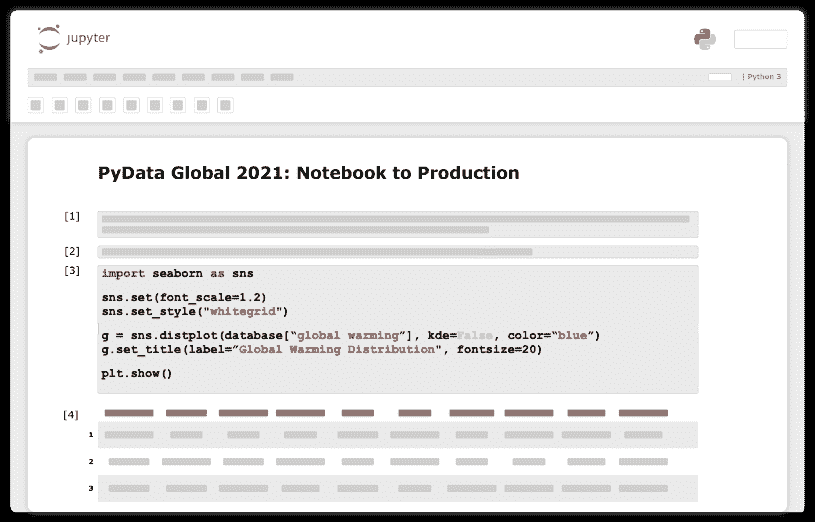 jupyter
| Python 3
PyData Global 2021: Notebook to Production
[1]
[2]
[3]
import seaborn as sns
sns.set(font_scale=1.2)
sns.set_style("whitegrid")
g = sns.distplot(database[“global warming”], kde=False, color=“blue”)
g.set_title(label=”Global Warming Distribution", fontsize=20)
plt.show()
[4]
1
2
3